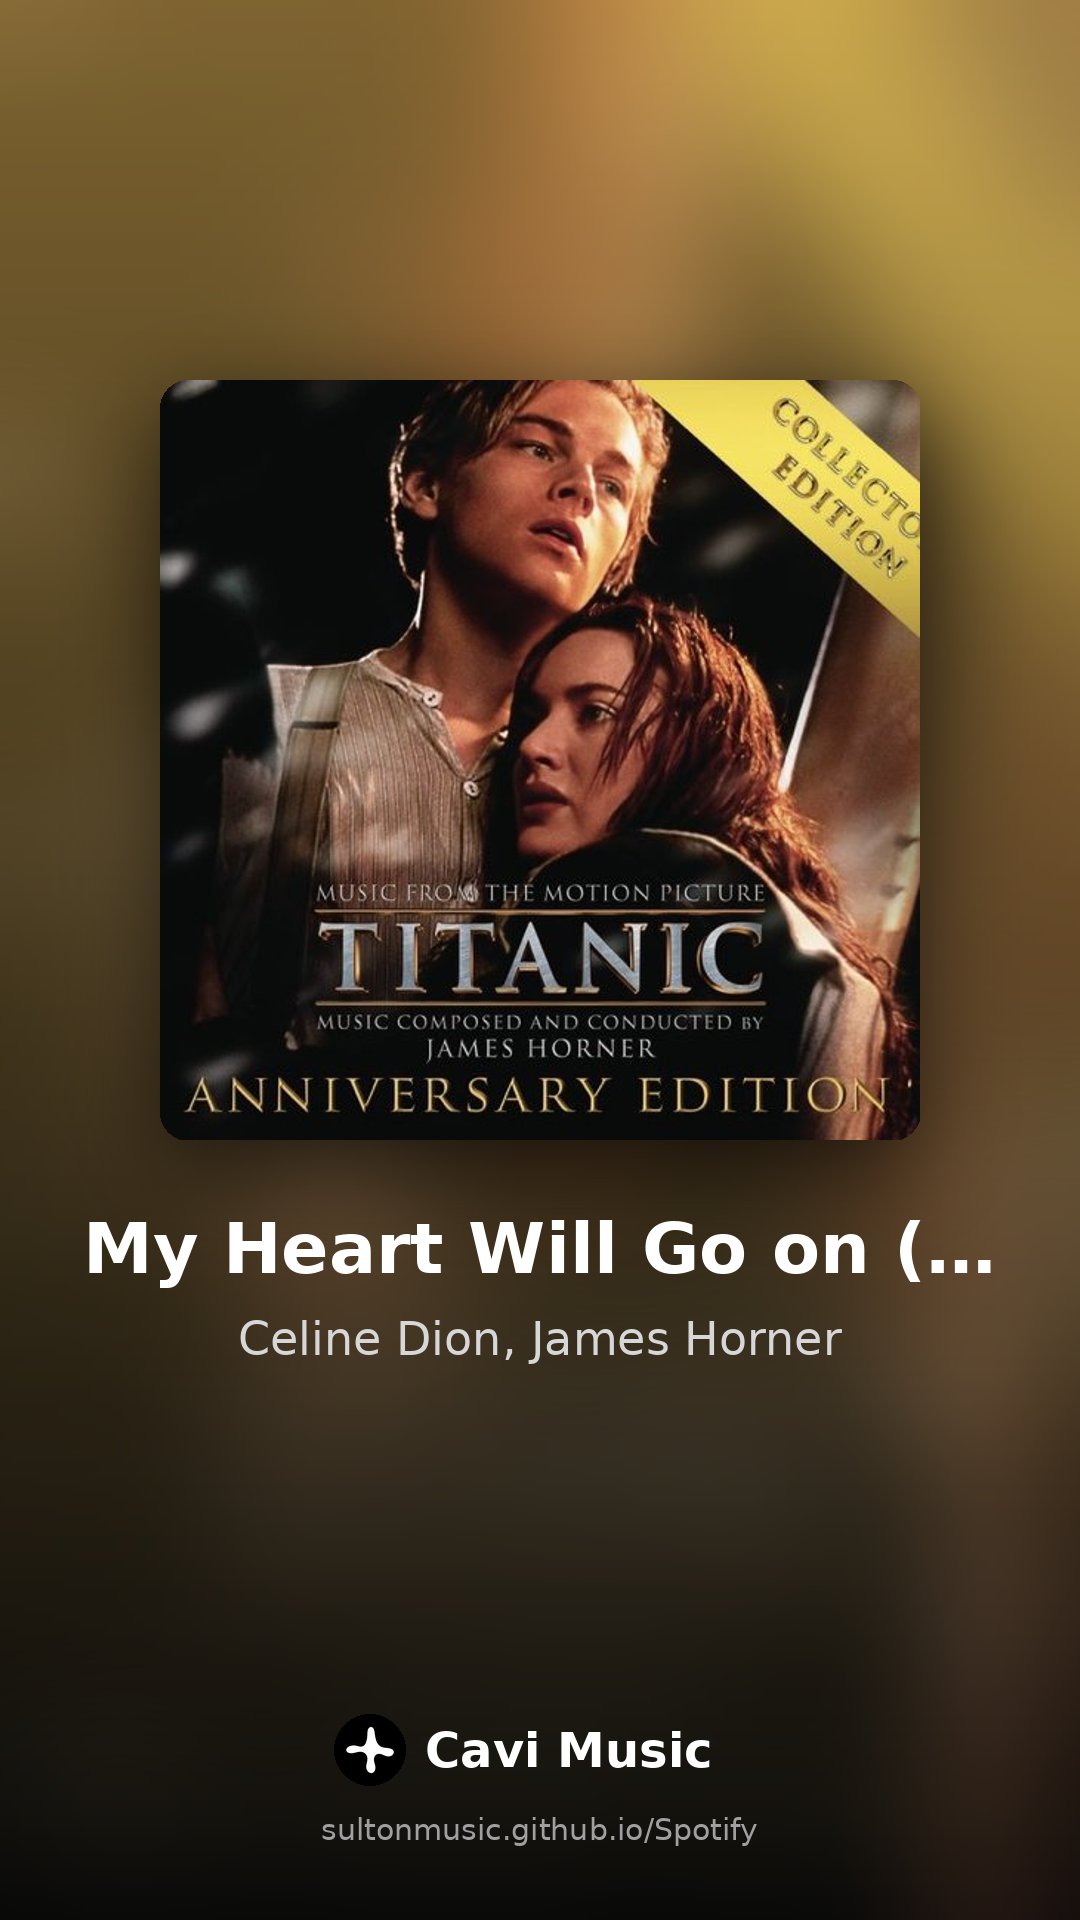 COLLECTO
EDITION
MUSIC FROM THE MOTION PICTURE
TITANIC
MUSIC COMPOSED AND CONDUCTED BY
JAMES HORNER
ANNIVERSARY EDITION
My Heart Will Go on (…
Celine Dion, James Horner
Cavi Music
sultonmusic.github.io/Spotify